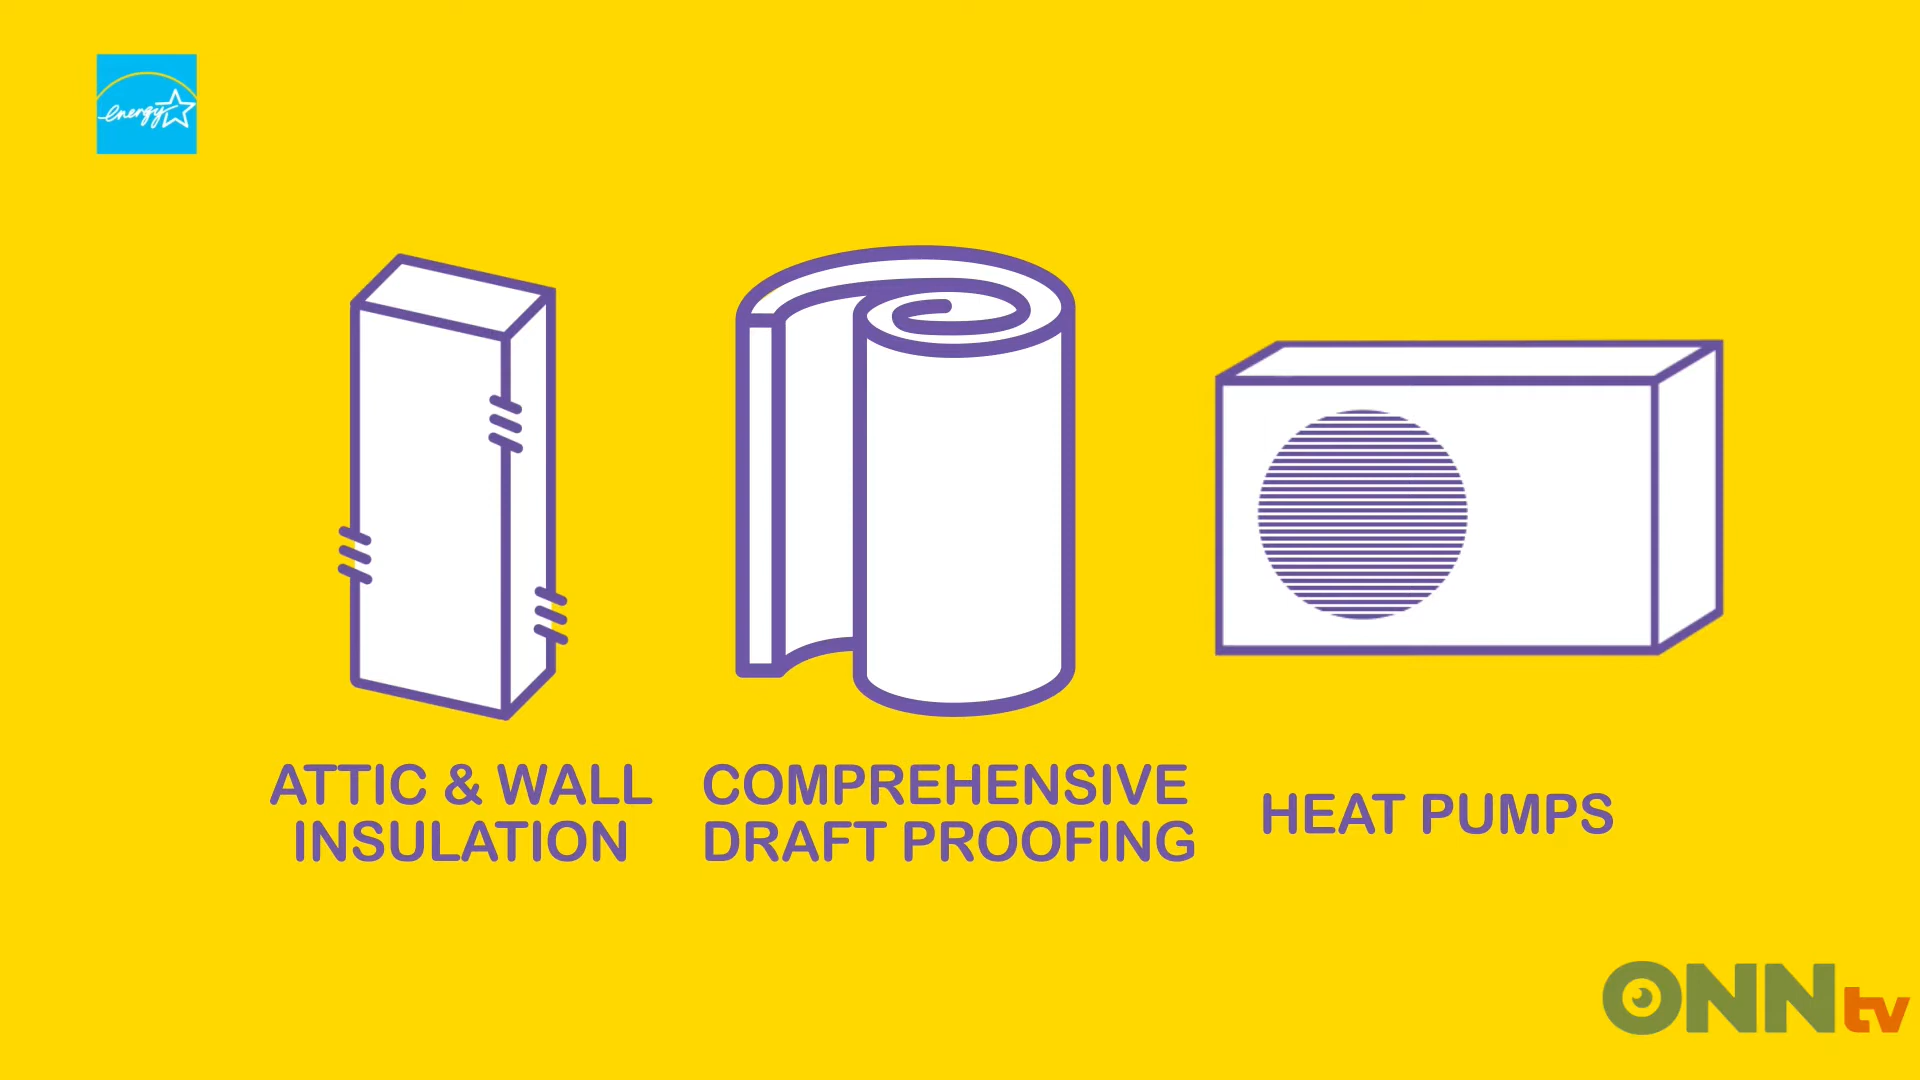 energy
ATTIC & WALL
INSULATION
COMPREHENSIVE
DRAFT PROOFING
HEAT PUMPS
ONNtv